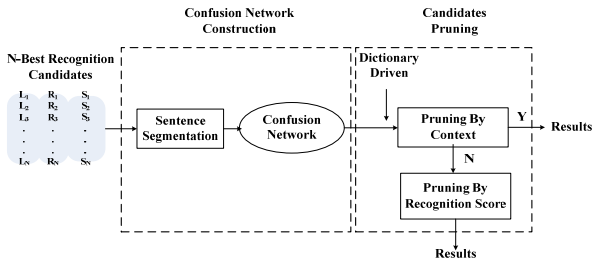 Confusion Network
Construction
Candidates
Pruning
N-Best Recognition
Candidates
Dictionary
Driven
L1 R1 S1
L2 R2 S2
L3 R3 S3
. . .
. . .
. . .
LN RN SN
Sentence
Segmentation
Confusion
Network
Pruning By
Context
Y
Results
N
Pruning By
Recognition Score
Results